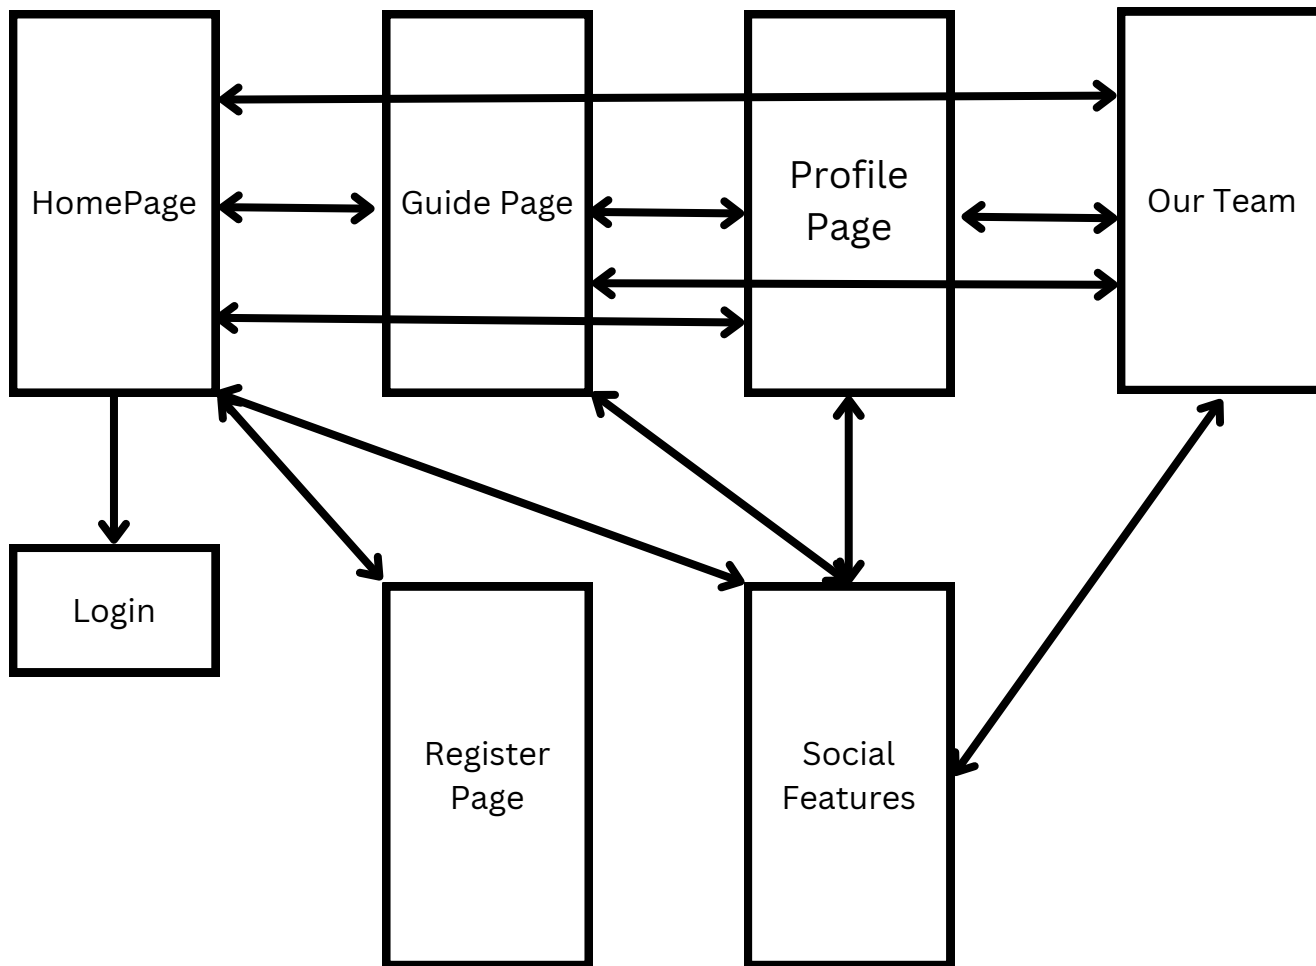 HomePage
Guide Page
Profile
Page
Our Team
Login
Register
Page
Social
Features